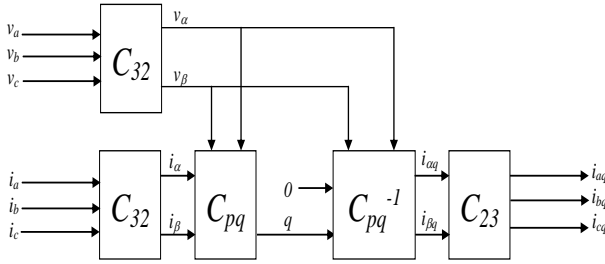 v_a
v_b
v_c
C_32
v_α
v_β
i_a
i_b
i_c
C_32
i_α
i_β
C_pq
0
q
C_pq^-1
i_αq
i_βq
C_23
i_aq
i_bq
i_cq